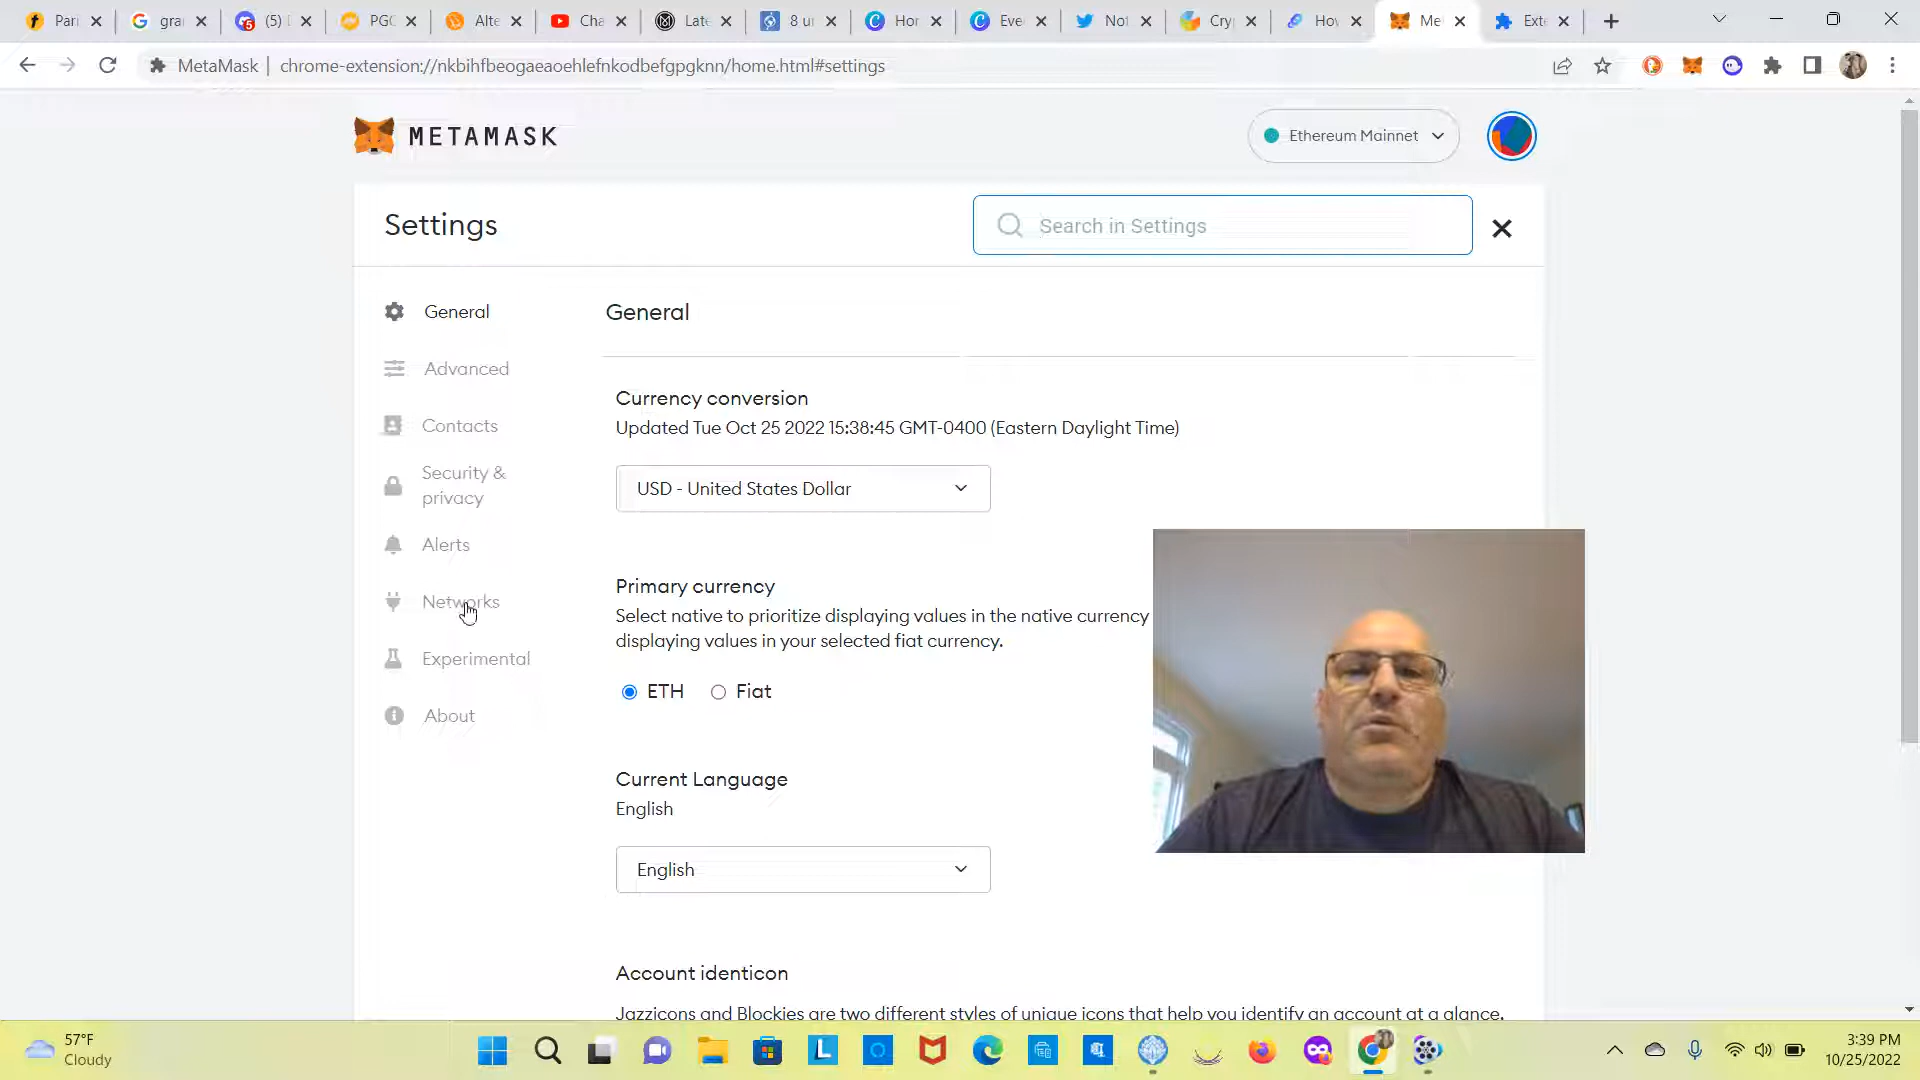 Par
gra
(5)
PGC
Alte
Cha
Late
8 u
Hor
Eve
Not
Cry
Hov
Me
Exte
MetaMask | chrome-extension://nkbihfbeogaeaoehlefnkodbefgpgknn/home.html#settings
METAMASK
Ethereum Mainnet
Settings
Search in Settings
General
Advanced
Contacts
Security &
privacy
Alerts
Networks
Experimental
About
General
Currency conversion
Updated Tue Oct 25 2022 15:38:45 GMT-0400 (Eastern Daylight Time)
USD - United States Dollar
Primary currency
Select native to prioritize displaying values in the native currency
displaying values in your selected fiat currency.
ETH
Fiat
Current Language
English
English
Account identicon
Jazzicons and Blockies are two different styles of unique icons that help you identify an account at a glance.
57°F
Cloudy
3:39 PM
10/25/2022